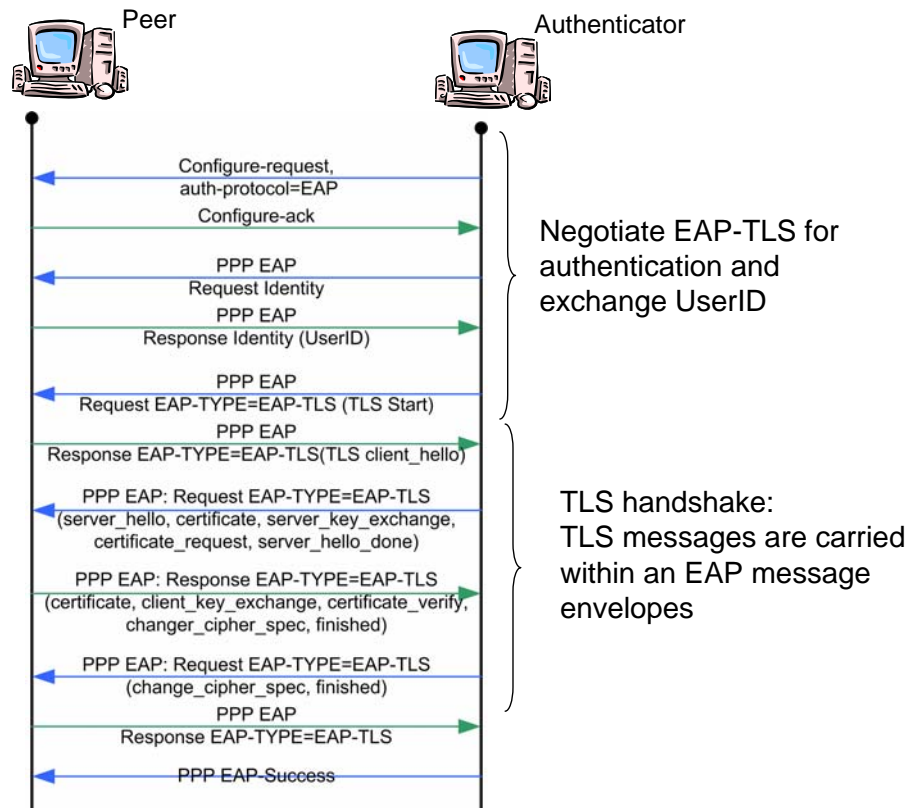 Peer
Authenticator
Configure-request,
auth-protocol=EAP
Configure-ack
PPP EAP
Request Identity
PPP EAP
Response Identity (UserID)
PPP EAP
Request EAP-TYPE=EAP-TLS (TLS Start)
Negotiate EAP-TLS for
authentication and
exchange UserID
PPP EAP
Response EAP-TYPE=EAP-TLS(TLS client_hello)
PPP EAP: Request EAP-TYPE=EAP-TLS
(server_hello, certificate, server_key_exchange,
certificate_request, server_hello_done)
PPP EAP: Response EAP-TYPE=EAP-TLS
(certificate, client_key_exchange, certificate_verify,
changer_cipher_spec, finished)
PPP EAP: Request EAP-TYPE=EAP-TLS
(change_cipher_spec, finished)
TLS handshake:
TLS messages are carried
within an EAP message
envelopes
PPP EAP
Response EAP-TYPE=EAP-TLS
PPP EAP-Success